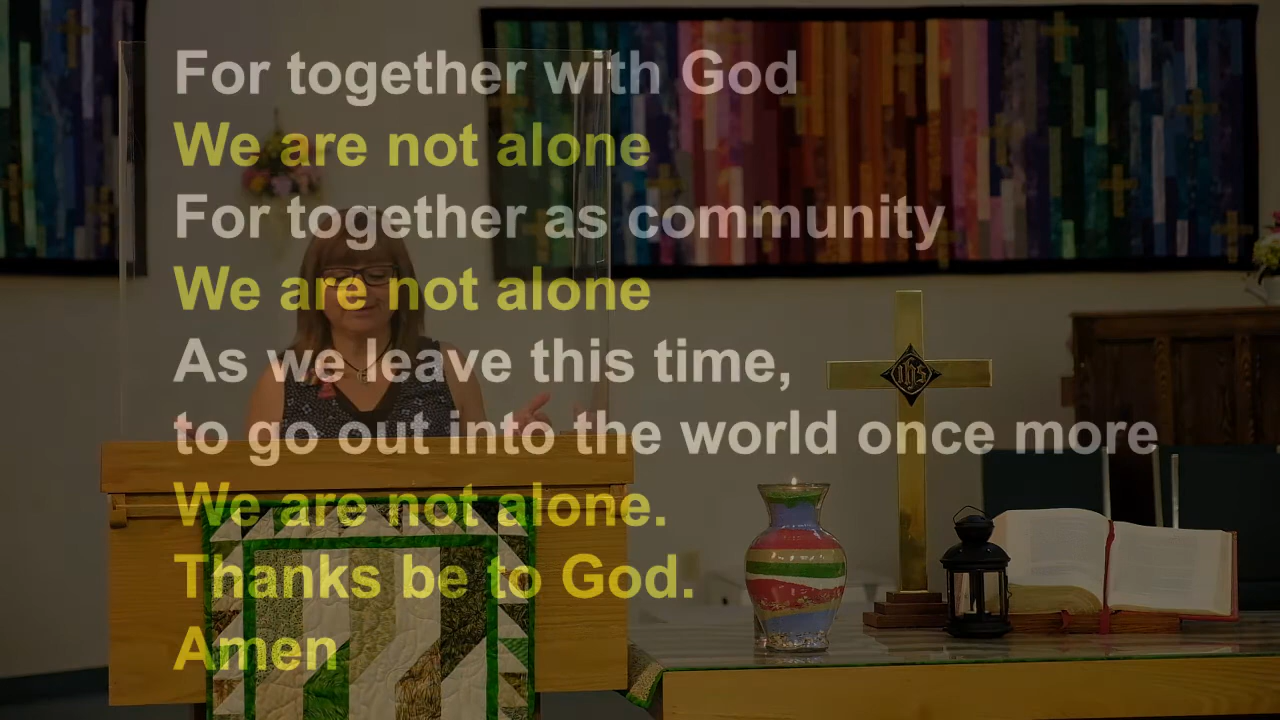 For together with God
We are not alone
For together as community
We are not alone
As we leave this time,
to go out into the world once more
We are not alone.
Thanks be to God.
Amen
ihs